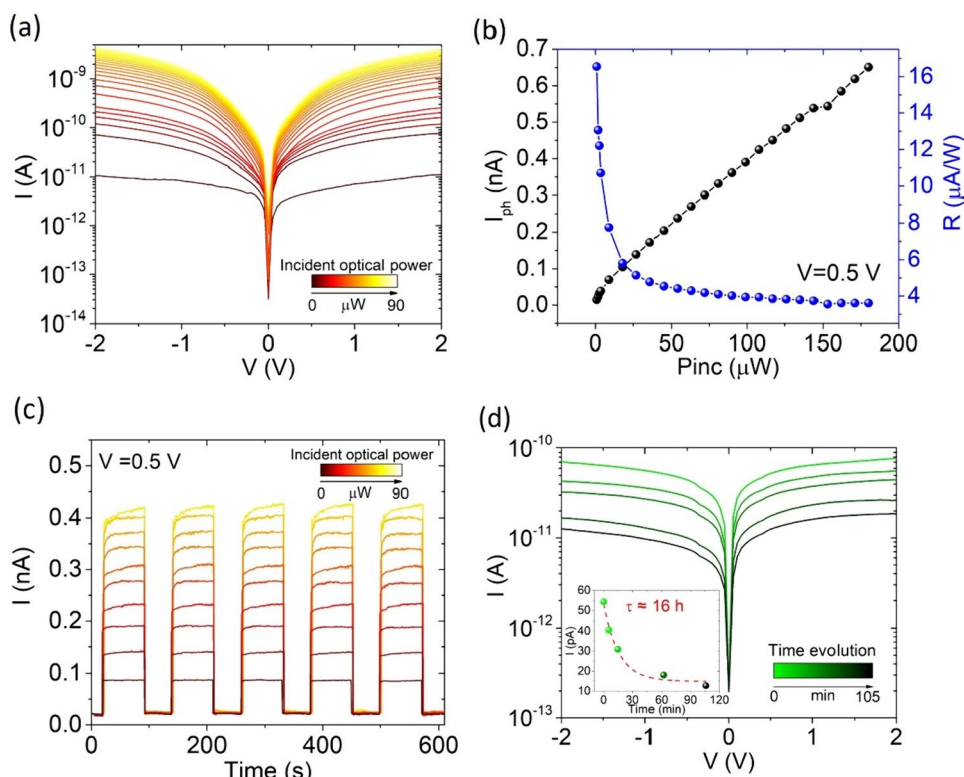 (a)
I (A)
10⁻⁹
10⁻¹⁰
10⁻¹¹
10⁻¹²
10⁻¹³
10⁻¹⁴
Incident optical power
0 μW 90
-2 -1 0 1 2
V (V)
(b)
I_ph (nA)
0.7
0.6
0.5
0.4
0.3
0.2
0.1
0.0
16
14
12
10
8
6
4
R (μA/W)
V=0.5 V
0 50 100 150 200
Pinc (μW)
(c)
I (nA)
0.5
0.4
0.3
0.2
0.1
0.0
V =0.5 V
Incident optical power
0 μW 90
0 200 400 600
Time (s)
(d)
I (A)
10⁻¹⁰
10⁻¹¹
10⁻¹²
10⁻¹³
I (pA)
60
50
40
30
20
10
τ ≈ 16 h
0 30 60 90 120
Time (min)
Time evolution
0 min 105
-2 -1 0 1 2
V (V)